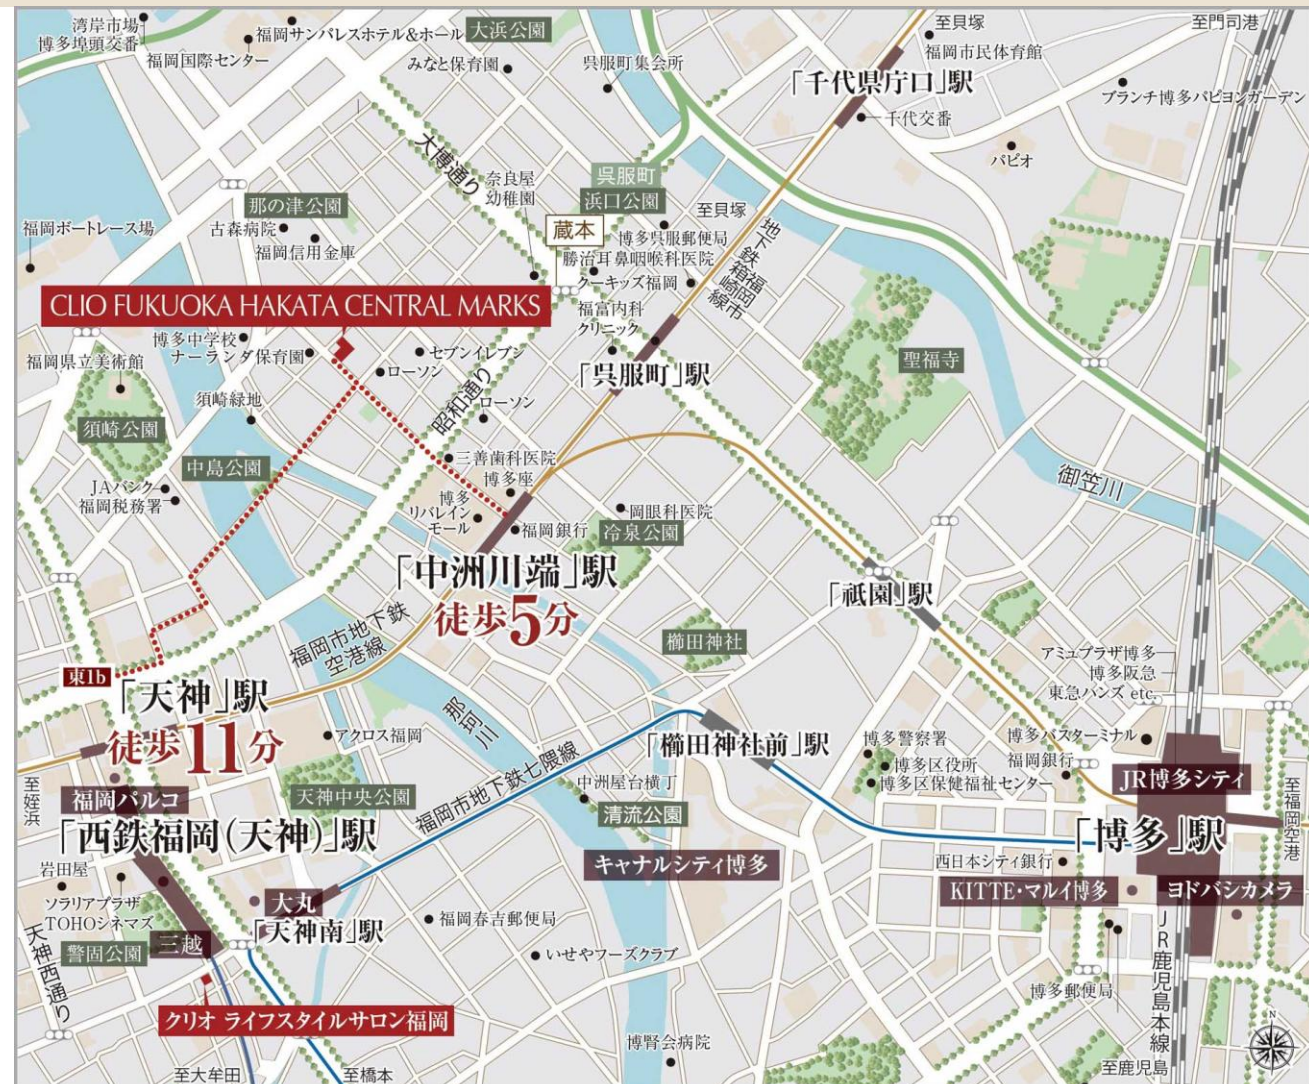 湾岸市場
博多埠頭交番
福岡国際センター
福岡サンパレスホテル&ホール
大浜公園
みなと保育園
呉服町集会所
至貝塚
福岡市民体育館
至門司港
「千代県庁口」駅
千代交番
ブランチ博多パピヨンガーデン
パピオ
大博通り
奈良屋
幼稚園
呉服町
浜口公園
蔵本
至貝塚
博多呉服郵便局
勝治耳鼻咽喉科医院
クーキッズ福岡
地下鉄箱崎線
福岡市
福富内科
クリニック
「呉服町」駅
那の津公園
古森病院
福岡信用金庫
福岡ボートレース場
CLIO FUKUOKA HAKATA CENTRAL MARKS
博多中学校
ナーランダ保育園
セブンイレブン
ローソン
福岡県立美術館
須崎緑地
須崎公園
昭和通り
ローソン
聖福寺
中島公園
JAバンク
福岡税務署
三善歯科医院
博多座
博多
リバレイン
モール
福岡銀行
岡眼科医院
冷泉公園
御笠川
「中洲川端」駅
徒歩5分
「祇園」駅
福岡市地下鉄
空港線
櫛田神社
東1b
「天神」駅
徒歩11分
アクロス福岡
那珂川
「櫛田神社前」駅
アミュプラザ博多
博多阪急
東急ハンズ etc.
博多バスターミナル
福岡銀行
博多警察署
博多区役所
博多区保健福祉センター
JR博多シティ
至姪浜
福岡パルコ
天神中央公園
福岡市地下鉄七隈線
中洲屋台横丁
清流公園
至福岡空港
「西鉄福岡(天神)」駅
「博多」駅
キャナルシティ博多
西日本シティ銀行
KITTE・マルイ博多
ヨドバシカメラ
岩田屋
ソラリアプラザ
TOHOシネマズ
大丸
「天神南」駅
福岡春吉郵便局
いせやフーズクラブ
警固公園
三越
天神西通り
クリオ ライフスタイルサロン福岡
博多郵便局
JR鹿児島本線
博腎会病院
至大牟田
至橋本
至鹿児島
N